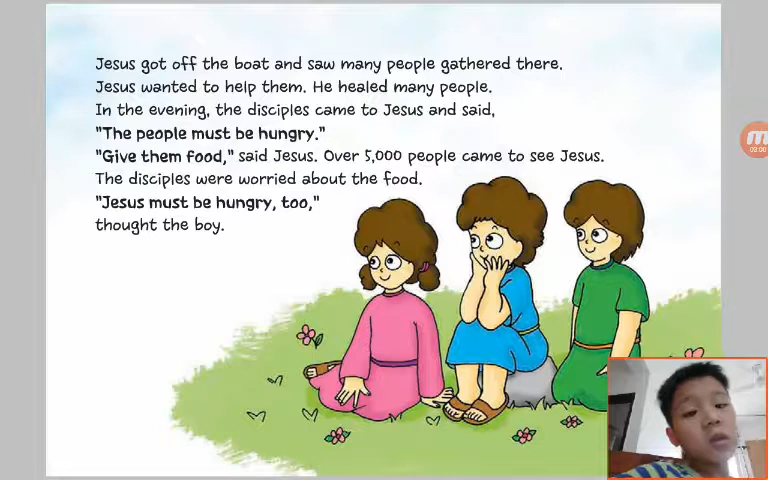 Jesus got off the boat and saw many people gathered there.
Jesus wanted to help them. He healed many people.
In the evening, the disciples came to Jesus and said,
"The people must be hungry."
"Give them food," said Jesus. Over 5,000 people came to see Jesus.
The disciples were worried about the food.
"Jesus must be hungry, too,"
thought the boy.
02:00